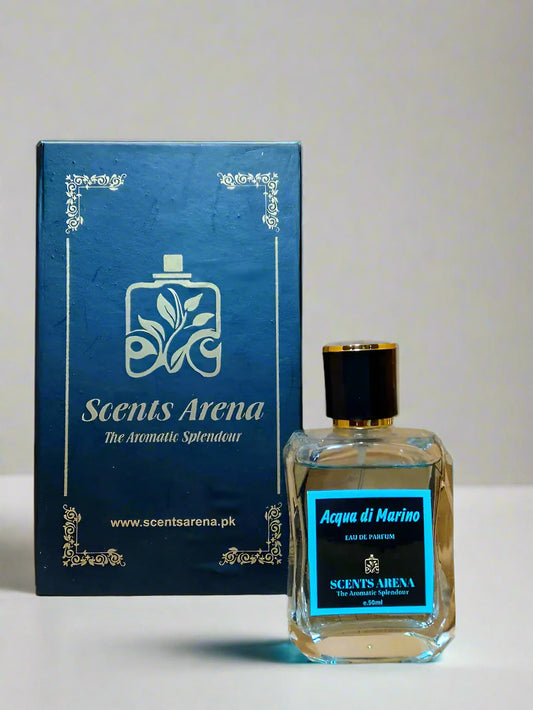 Scents Arena
The Aromatic Splendour
www.scentsarena.pk
Acqua di Marino
EAU DE PARFUM
SCENTS ARENA
The Aromatic Splendour
e.50ml